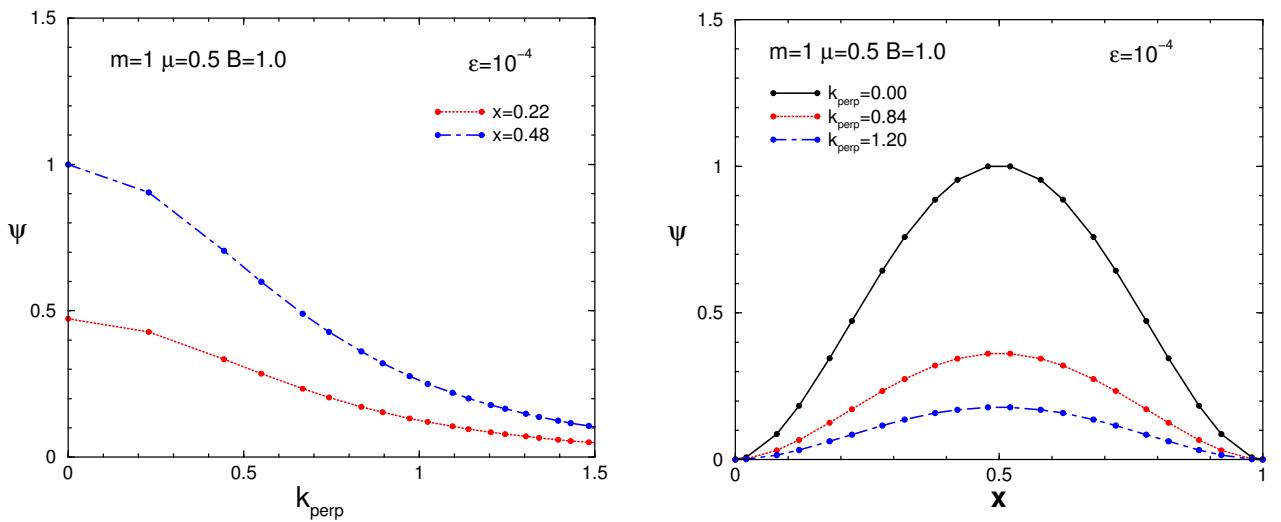 1.5
m=1 μ=0.5 B=1.0
ε=10⁻⁴
x=0.22
x=0.48
1
ψ
0.5
0
0
0.5
1
1.5
k_perp
1.5
m=1 μ=0.5 B=1.0
ε=10⁻⁴
k_perp=0.00
k_perp=0.84
k_perp=1.20
1
ψ
0.5
0
0
0.5
1
x